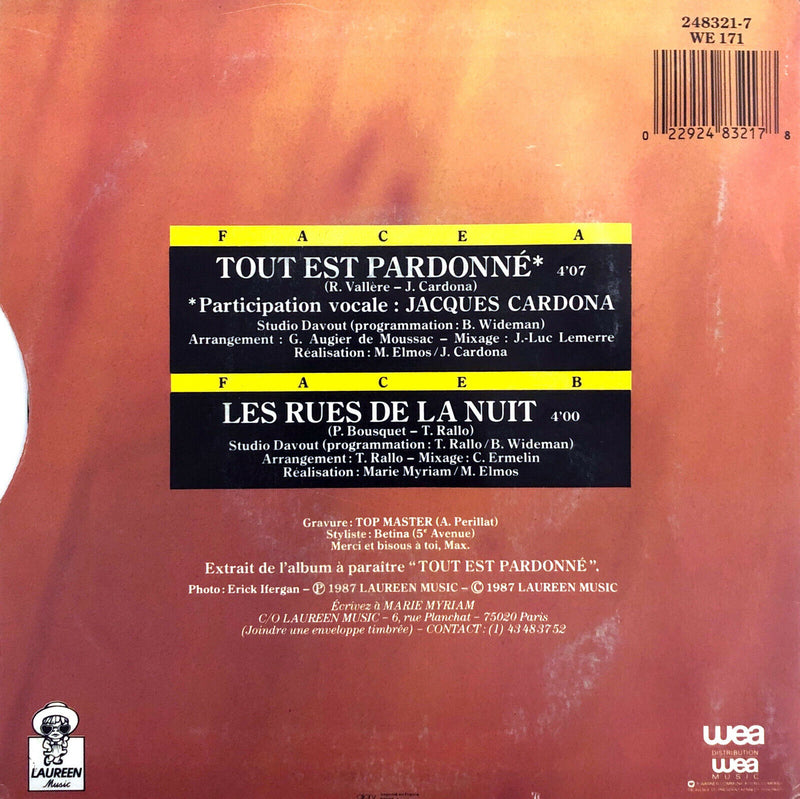 248321-7
WE 171
0 22924 83217 8
FACE A
TOUT EST PARDONNÉ* 4'07
(R. Vallère – J. Cardona)
*Participation vocale : JACQUES CARDONA
Studio Davout (programmation : B. Wideman)
Arrangement : G. Augier de Moussac – Mixage : J.-Luc Lemerre
Réalisation : M. Elmos / J. Cardona
FACE B
LES RUES DE LA NUIT 4'00
(P. Bousquet – T. Rallo)
Studio Davout (programmation : T. Rallo / B. Wideman)
Arrangement : T. Rallo – Mixage : C. Ermelin
Réalisation : Marie Myriam / M. Elmos
Gravure : TOP MASTER (A. Perillat)
Styliste : Betina (5e Avenue)
Merci et bisous à toi, Max.
Extrait de l'album à paraître “TOUT EST PARDONNÉ”.
Photo : Erick Ifergan – Ⓟ 1987 LAUREEN MUSIC – © 1987 LAUREEN MUSIC
Écrivez à MARIE MYRIAM
C/O LAUREEN MUSIC – 6, rue Planchat – 75020 Paris
(Joindre une enveloppe timbrée) – CONTACT : (1) 43 48 37 52
LAUREEN
Music
wea
DISTRIBUTION
wea
MUSIC